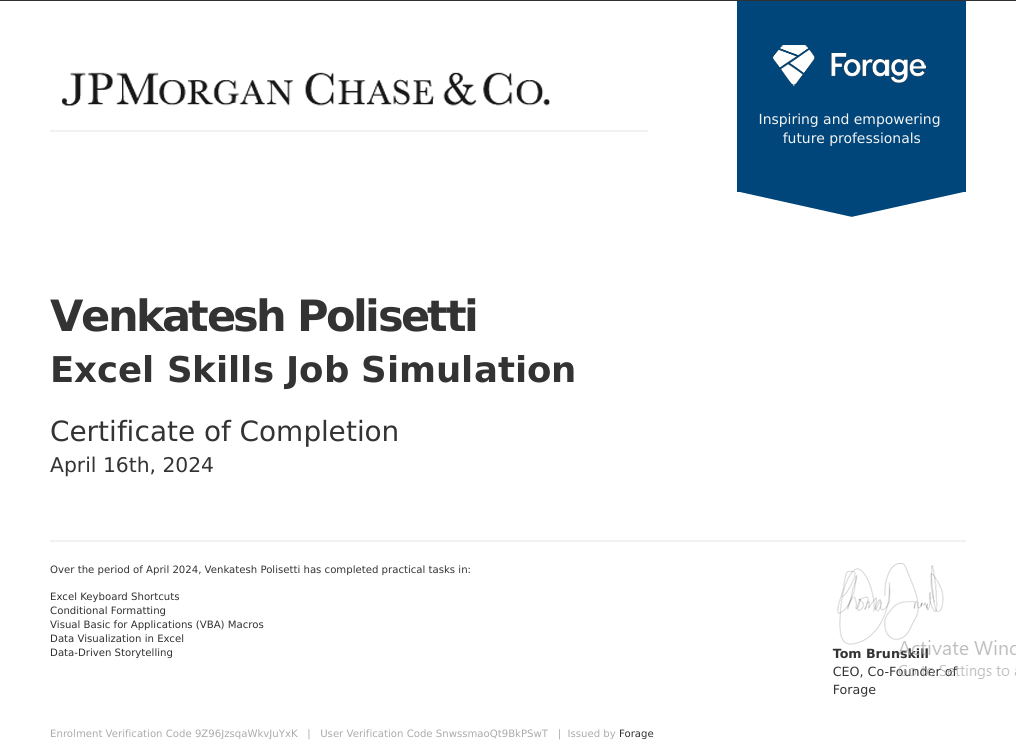 JPMORGAN CHASE & CO.
Forage
Inspiring and empowering
future professionals
Venkatesh Polisetti
Excel Skills Job Simulation
Certificate of Completion
April 16th, 2024
Over the period of April 2024, Venkatesh Polisetti has completed practical tasks in:
Excel Keyboard Shortcuts
Conditional Formatting
Visual Basic for Applications (VBA) Macros
Data Visualization in Excel
Data-Driven Storytelling
Tom Brunskill
CEO, Co-Founder of
Forage
Activate Wind
Go to Settings to a
Enrolment Verification Code 9Z96JzsqaWkvJuYxK | User Verification Code SnwssmaoQt9BkPSwT | Issued by Forage